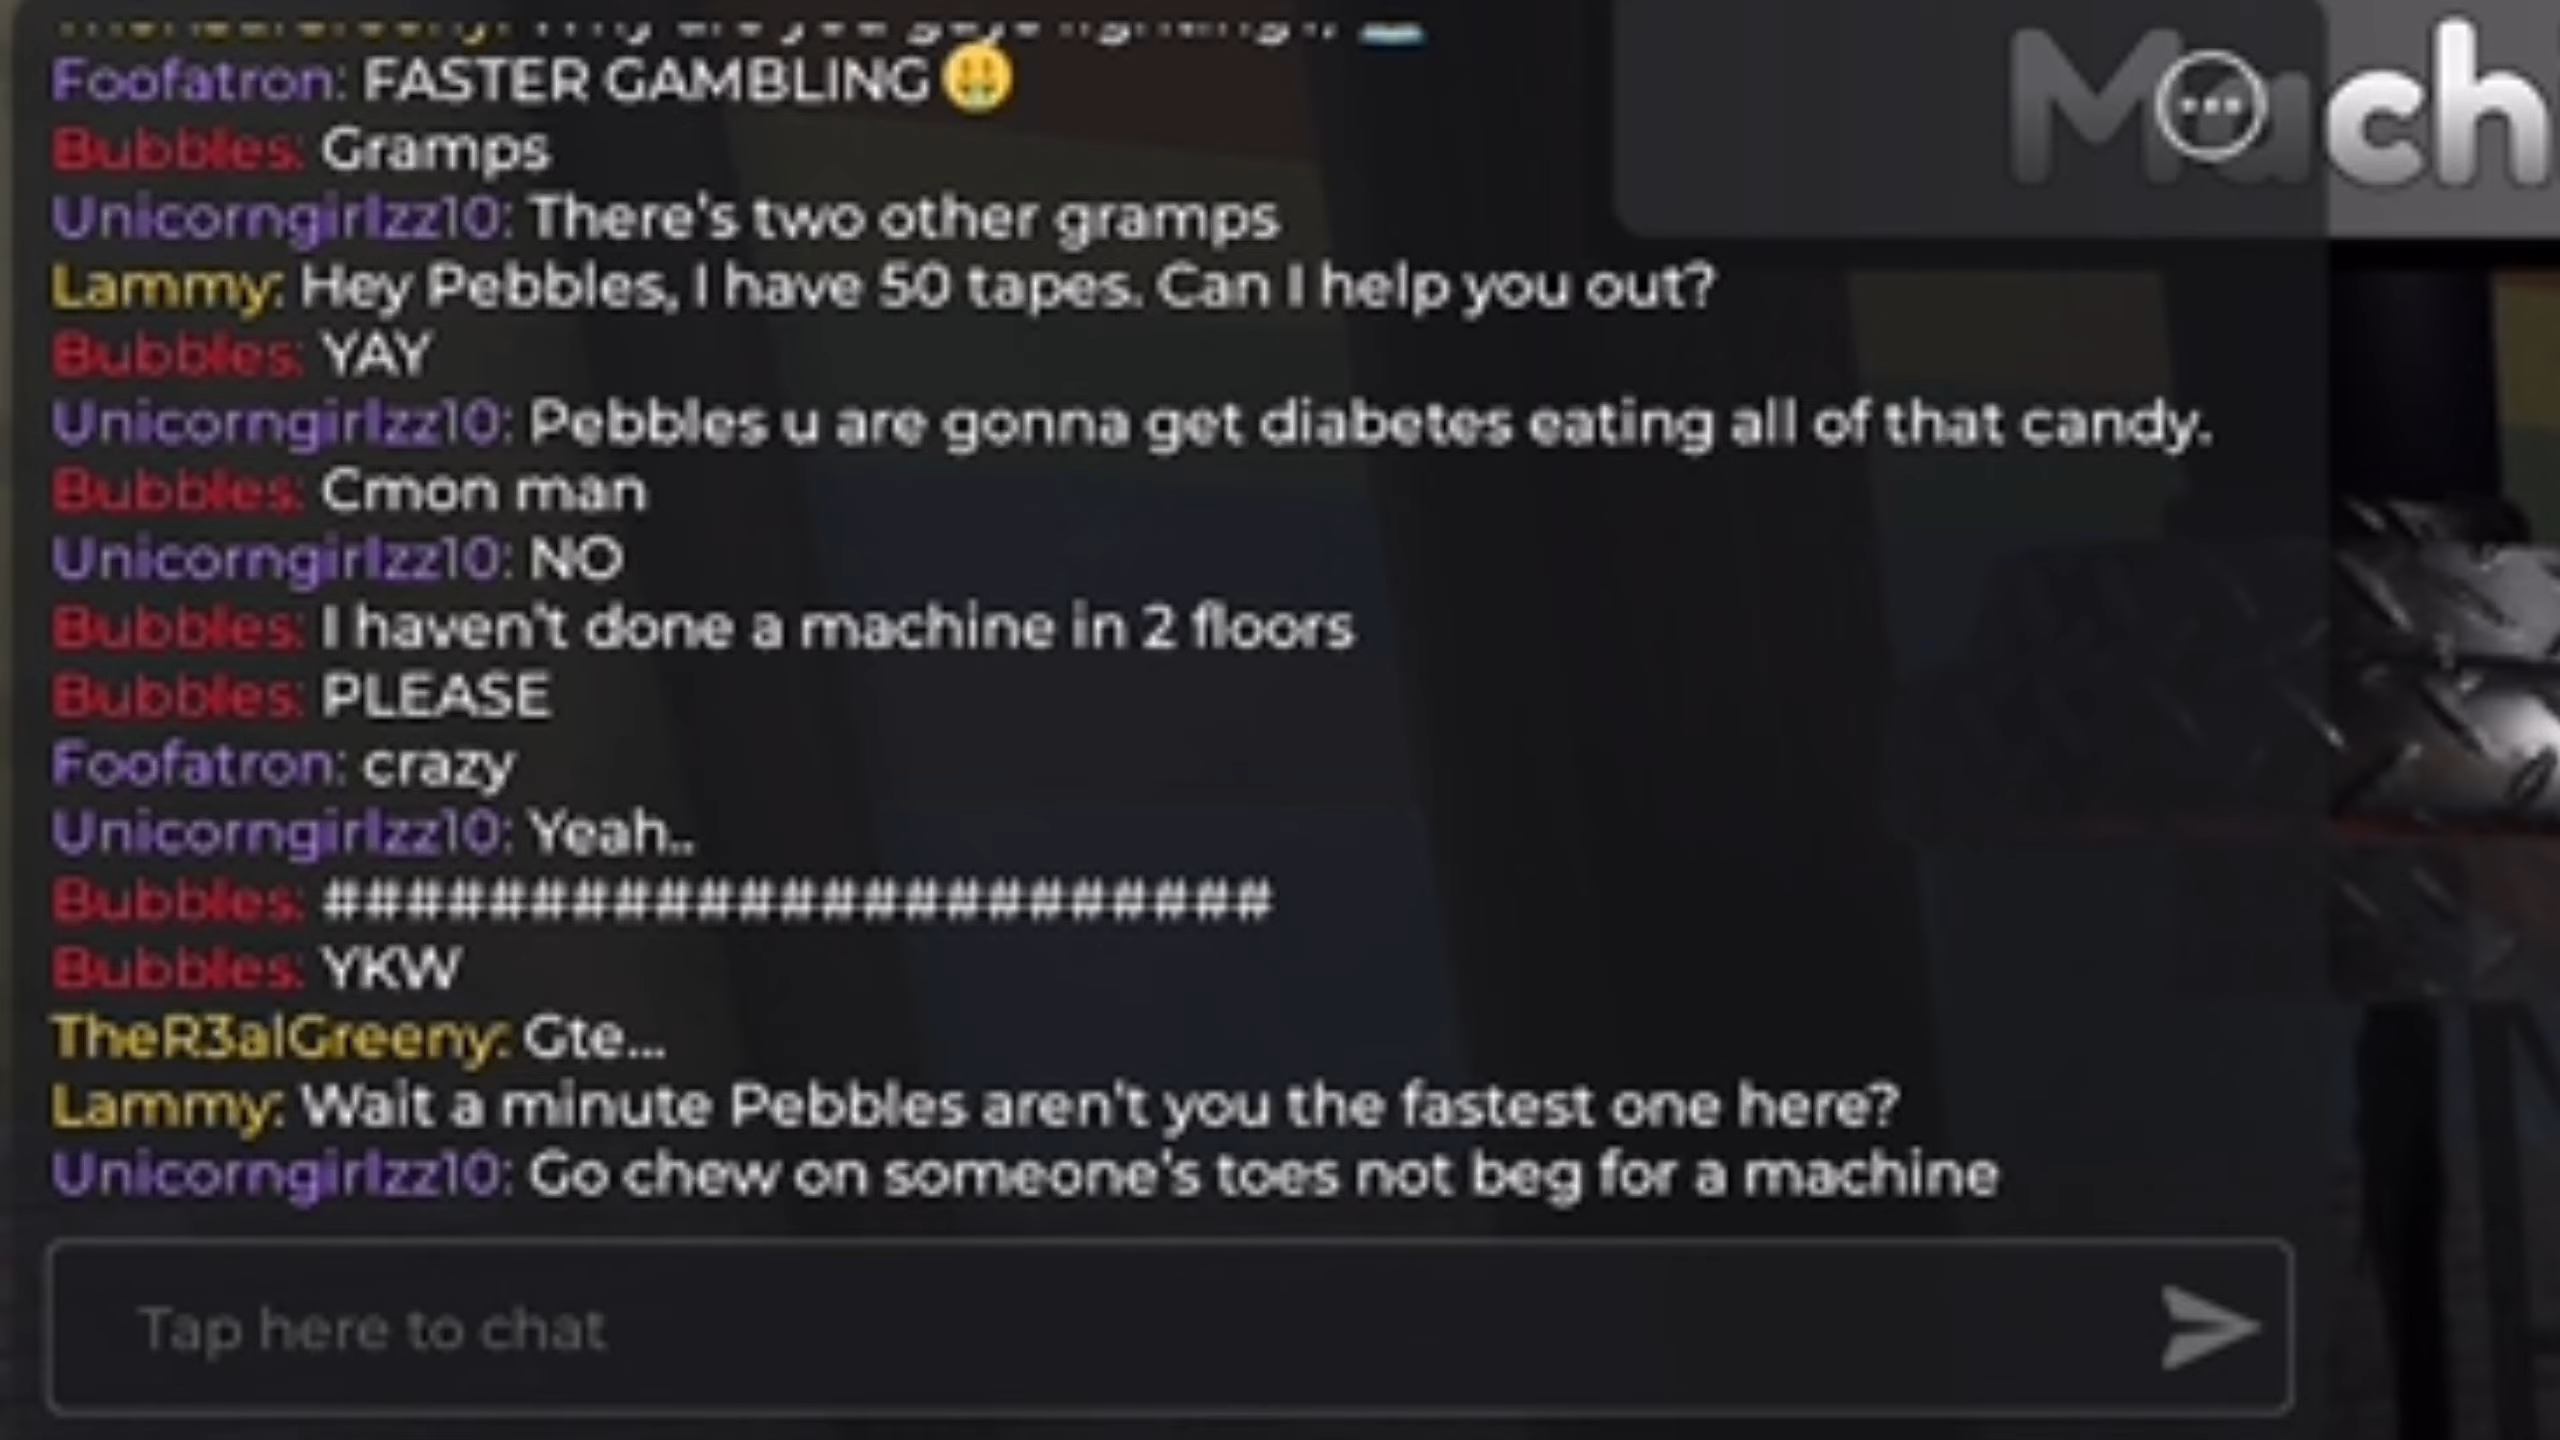 Foofatron: FASTER GAMBLING🤑
Mach
Bubbles: Gramps
Unicorngirlzz10: There's two other gramps
Lammy: Hey Pebbles, I have 50 tapes. Can I help you out?
Bubbles: YAY
Unicorngirlzz10: Pebbles u are gonna get diabetes eating all of that candy.
Bubbles: Cmon man
Unicorngirlzz10: NO
Bubbles: I haven't done a machine in 2 floors
Bubbles: PLEASE
Foofatron: crazy
Unicorngirlzz10: Yeah..
Bubbles: #######################
Bubbles: YKW
TheR3alGreeny: Gte...
Lammy: Wait a minute Pebbles aren't you the fastest one here?
Unicorngirlzz10: Go chew on someone's toes not beg for a machine
Tap here to chat